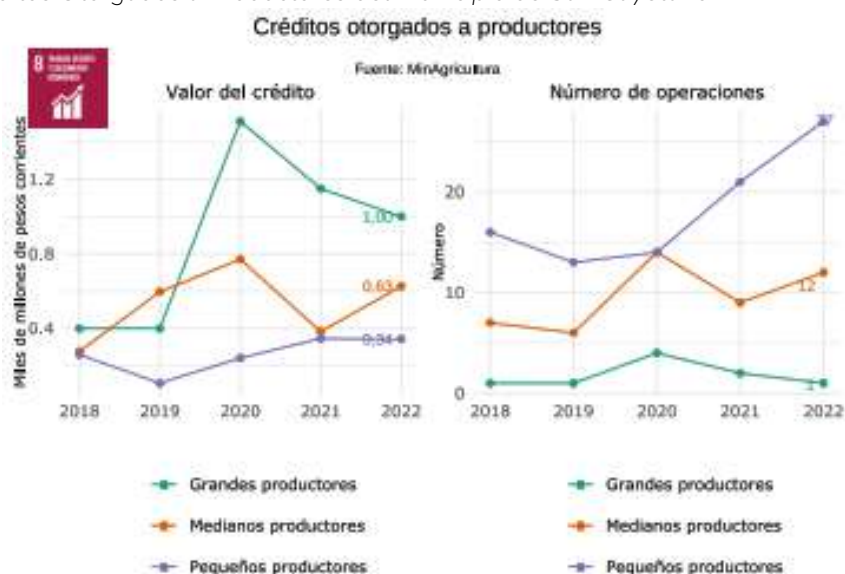 Créditos otorgados a productores
Fuente: MinAgricultura
8
Valor del crédito
Miles de millones de pesos corrientes
1.2
0.8
0.4
1,00
0,63
0,34
2018 2019 2020 2021 2022
Grandes productores
Medianos productores
Pequeños productores
Número de operaciones
Número
20
10
0
27
12
1
2018 2019 2020 2021 2022
Grandes productores
Medianos productores
Pequeños productores